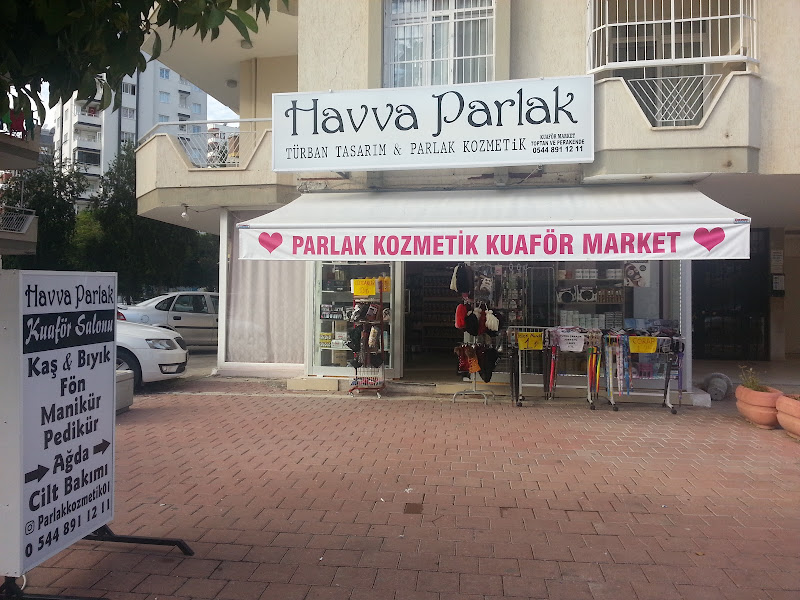 Havva Parlak
TÜRBAN TASARIM & PARLAK KOZMETiK
KUAFÖR MARKET
TOPTAN VE PERAKENDE
0544 891 12 11
PARLAK KOZMETİK KUAFÖR MARKET
Havva Parlak
Kuaför Salonu
Kaş & Bıyık
Fön
Manikür
Pedikür
Ağda
Cilt Bakımı
Parlakkozmetik01
0 544 891 12 11